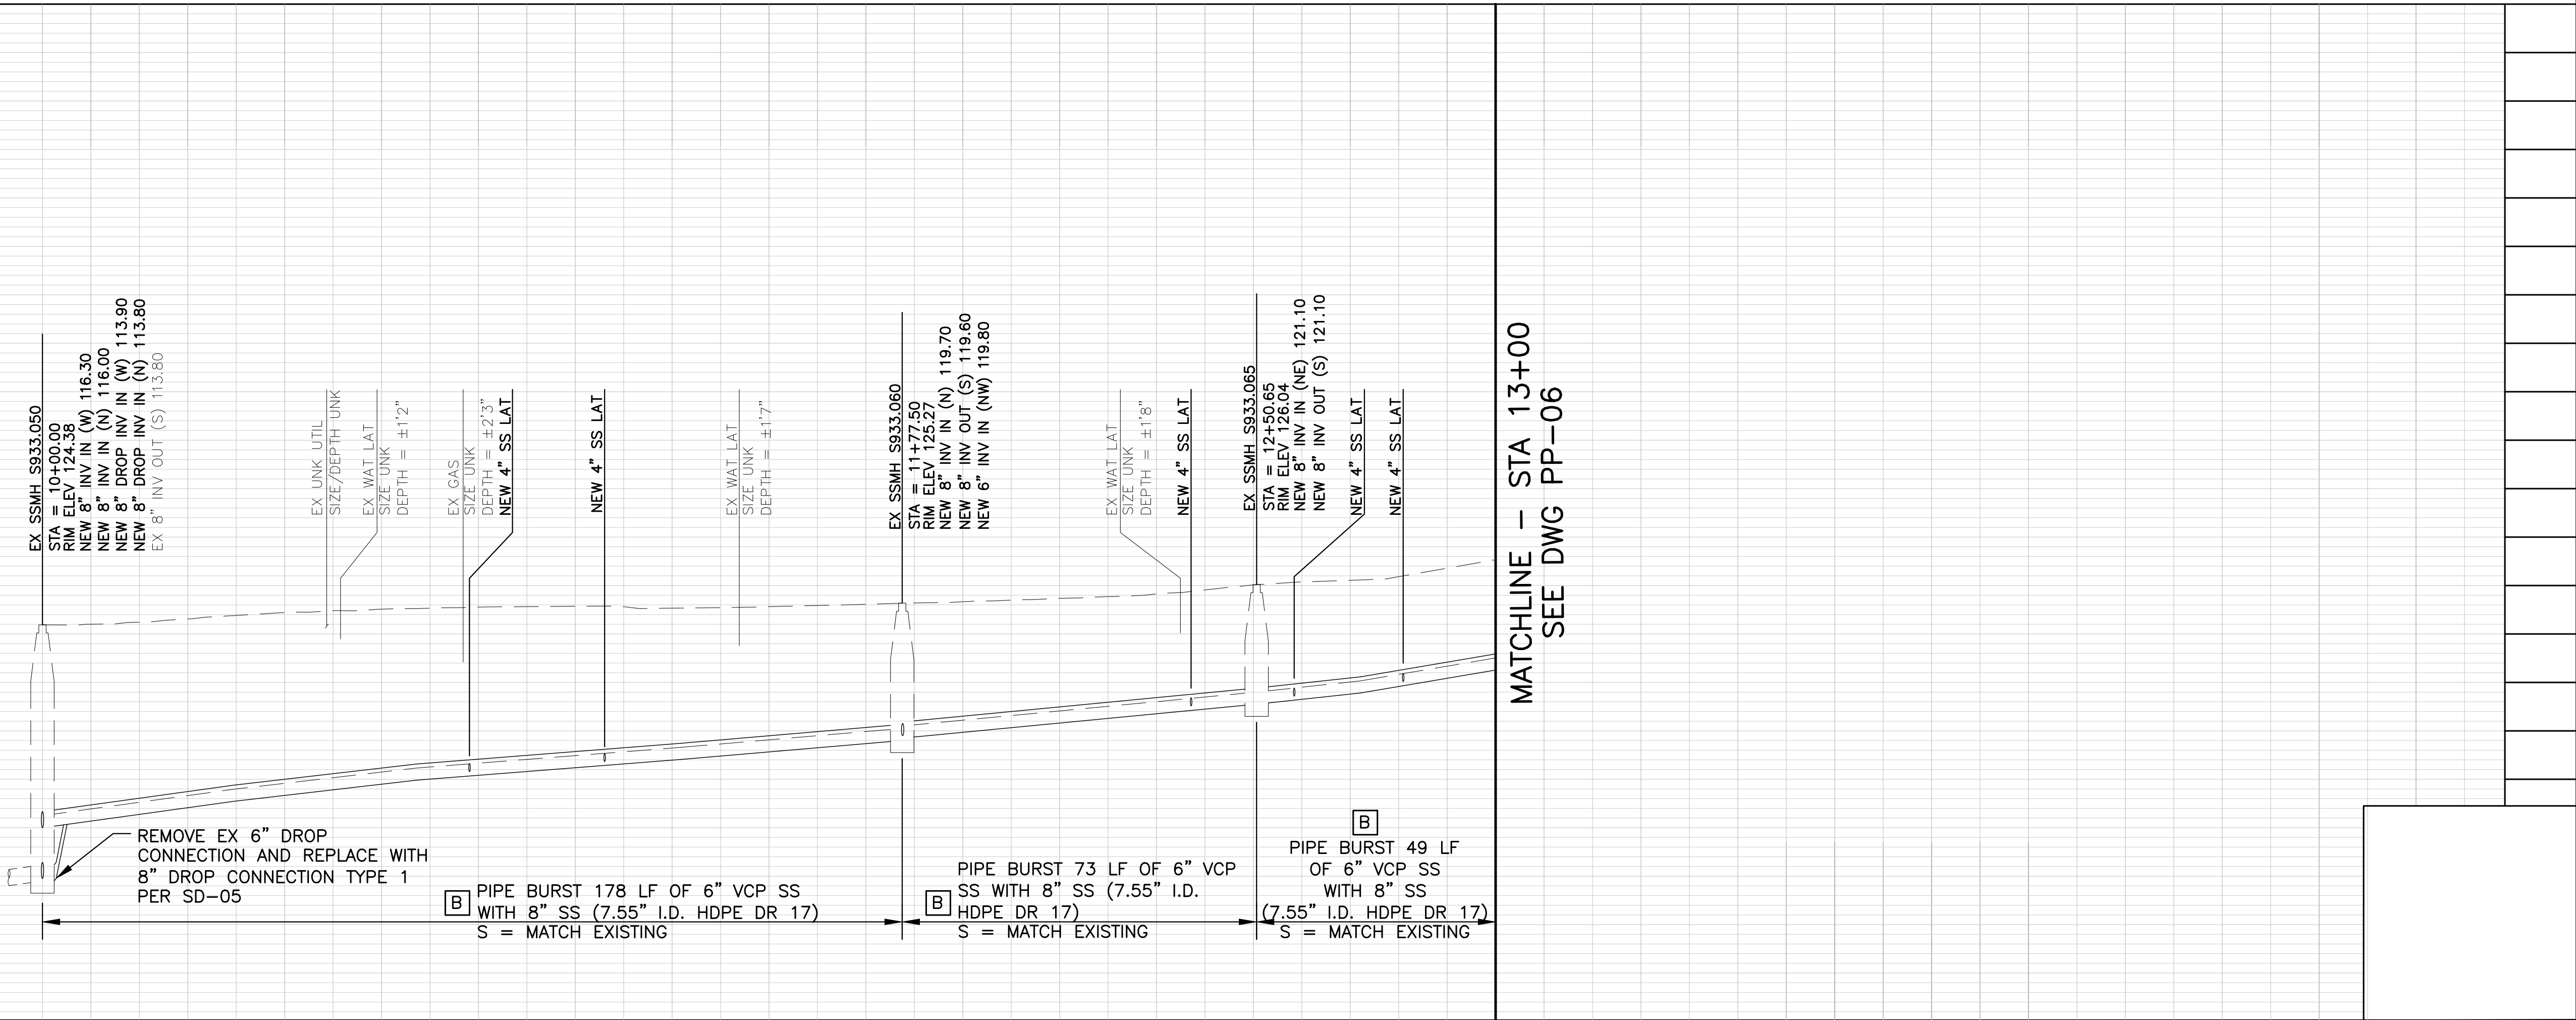 EX SSMH S933.050
STA = 10+00.00
RIM ELEV 124.38
NEW 8" INV IN (W) 116.30
NEW 8" INV IN (N) 116.00
NEW 8" DROP INV IN (W) 113.90
NEW 8" DROP INV IN (N) 113.80
EX 8" INV OUT (S) 113.80
EX UNK UTIL
SIZE/DEPTH UNK
EX WAT LAT
SIZE UNK
DEPTH = ±1'2"
EX GAS
SIZE UNK
DEPTH = ±2'3"
NEW 4" SS LAT
NEW 4" SS LAT
EX WAT LAT
SIZE UNK
DEPTH = ±1'7"
EX SSMH S933.060
STA = 11+77.50
RIM ELEV 125.27
NEW 8" INV IN (N) 119.70
NEW 8" INV OUT (S) 119.60
NEW 6" INV IN (NW) 119.80
EX WAT LAT
SIZE UNK
DEPTH = ±1'8"
NEW 4" SS LAT
EX SSMH S933.065
STA = 12+50.65
RIM ELEV 126.04
NEW 8" INV IN (NE) 121.10
NEW 8" INV OUT (S) 121.10
NEW 4" SS LAT
NEW 4" SS LAT
MATCHLINE - STA 13+00
SEE DWG PP-06
REMOVE EX 6" DROP
CONNECTION AND REPLACE WITH
8" DROP CONNECTION TYPE 1
PER SD-05
B
PIPE BURST 178 LF OF 6" VCP SS
WITH 8" SS (7.55" I.D. HDPE DR 17)
S = MATCH EXISTING
B
PIPE BURST 73 LF OF 6" VCP
SS WITH 8" SS (7.55" I.D.
HDPE DR 17)
S = MATCH EXISTING
B
PIPE BURST 49 LF
OF 6" VCP SS
WITH 8" SS
(7.55" I.D. HDPE DR 17)
S = MATCH EXISTING